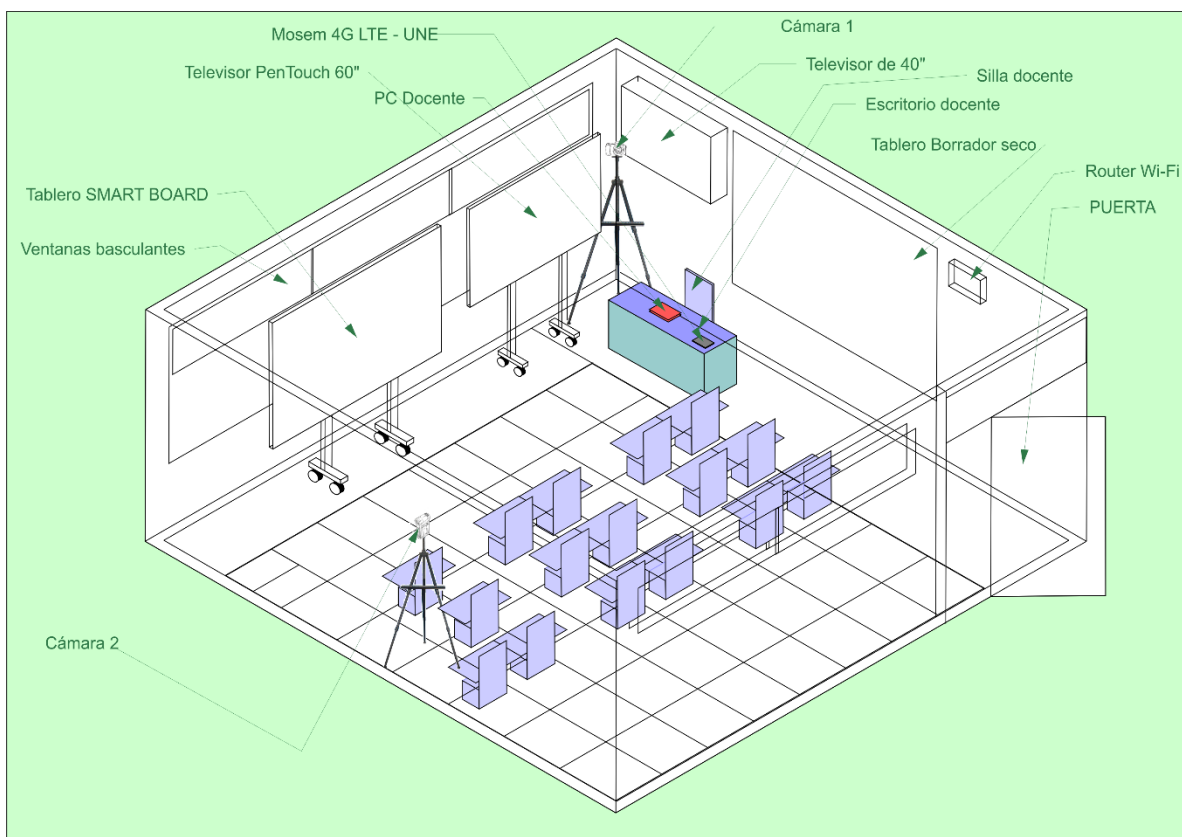 Mosem 4G LTE - UNE
Cámara 1
Televisor PenTouch 60"
Televisor de 40"
Silla docente
PC Docente
Escritorio docente
Tablero Borrador seco
Router Wi-Fi
Tablero SMART BOARD
PUERTA
Ventanas basculantes
Cámara 2